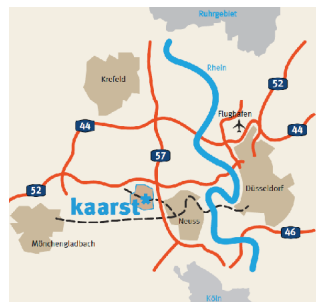 Ruhrgebiet
Rhein
Krefeld
52
Flughafen
44
44
57
52
kaarst*
Düsseldorf
Neuss
Mönchengladbach
46
Köln